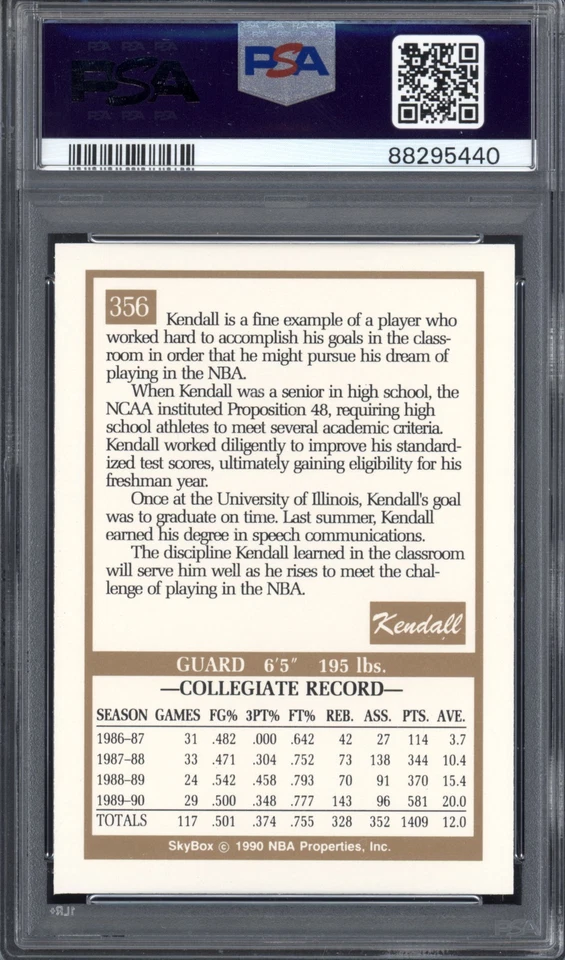 PSA PSA PSA
PSA
PSA PSA PSA
PSA
88295440
356
Kendall is a fine example of a player who
worked hard to accomplish his goals in the class-
room in order that he might pursue his dream of
playing in the NBA.
When Kendall was a senior in high school, the
NCAA instituted Proposition 48, requiring high
school athletes to meet several academic criteria.
Kendall worked diligently to improve his standard-
ized test scores, ultimately gaining eligibility for his
freshman year.
Once at the University of Illinois, Kendall's goal
was to graduate on time. Last summer, Kendall
earned his degree in speech communications.
The discipline Kendall learned in the classroom
will serve him well as he rises to meet the chal-
lenge of playing in the NBA.
Kendall
GUARD 6'5" 195 lbs.
—COLLEGIATE RECORD—
SEASON GAMES FG% 3PT% FT% REB. ASS. PTS. AVE.
1986–87 31 .482 .000 .642 42 27 114 3.7
1987–88 33 .471 .304 .752 73 138 344 10.4
1988–89 24 .542 .458 .793 70 91 370 15.4
1989–90 29 .500 .348 .777 143 96 581 20.0
TOTALS 117 .501 .374 .755 328 352 1409 12.0
SkyBox © 1990 NBA Properties, Inc.